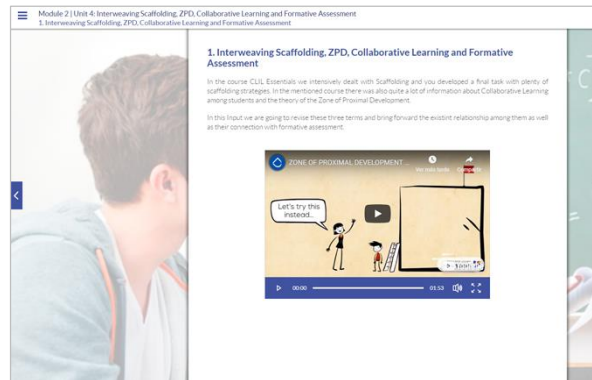 Module 2 | Unit 4: Interweaving Scaffolding, ZPD, Collaborative Learning and Formative Assessment
1. Interweaving Scaffolding, ZPD, Collaborative Learning and Formative Assessment
1. Interweaving Scaffolding, ZPD, Collaborative Learning and Formative
Assessment
In the course CLIL Essentials we intensively dealt with Scaffolding and you developed a final task with plenty of
scaffolding strategies. In the mentioned course there was also quite a lot of information about Collaborative Learning
among students and the theory of the Zone of Proximal Development.
In this Input we are going to revise these three terms and bring forward the existint relationship among them as well
as their connection with formative assessment.
ZONE OF PROXIMAL DEVELOPMENT...
Let's try this
instead...
00:00
01:53